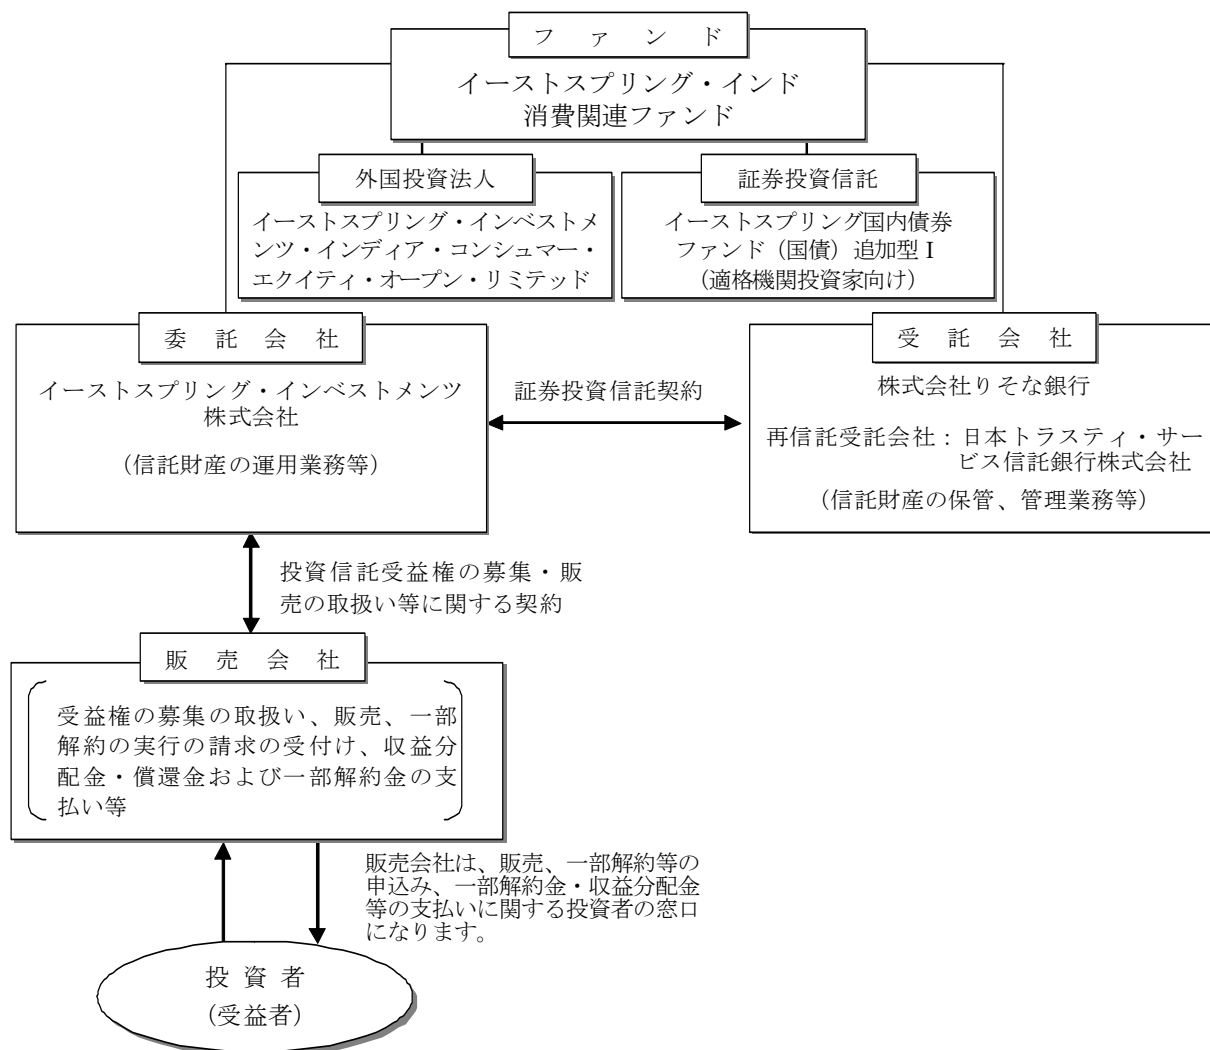 ファンド
イーストスプリング・インド
消費関連ファンド
外国投資法人
イーストスプリング・インベストメ
ンツ・インディア・コンシュマー・
エクイティ・オープン・リミテッド
証券投資信託
イーストスプリング国内債券
ファンド（国債）追加型Ⅰ
（適格機関投資家向け）
委託会社
イーストスプリング・インベストメンツ
株式会社
（信託財産の運用業務等）
証券投資信託契約
受託会社
株式会社りそな銀行
再信託受託会社：日本トラスティ・サー
ビス信託銀行株式会社
（信託財産の保管、管理業務等）
投資信託受益権の募集・販
売の取扱い等に関する契約
販売会社
受益権の募集の取扱い、販売、一部
解約の実行の請求の受付け、収益分
配金・償還金および一部解約金の支
払い等
販売会社は、販売、一部解約等の
申込み、一部解約金・収益分配金
等の支払いに関する投資者の窓口
になります。
投資者
（受益者）